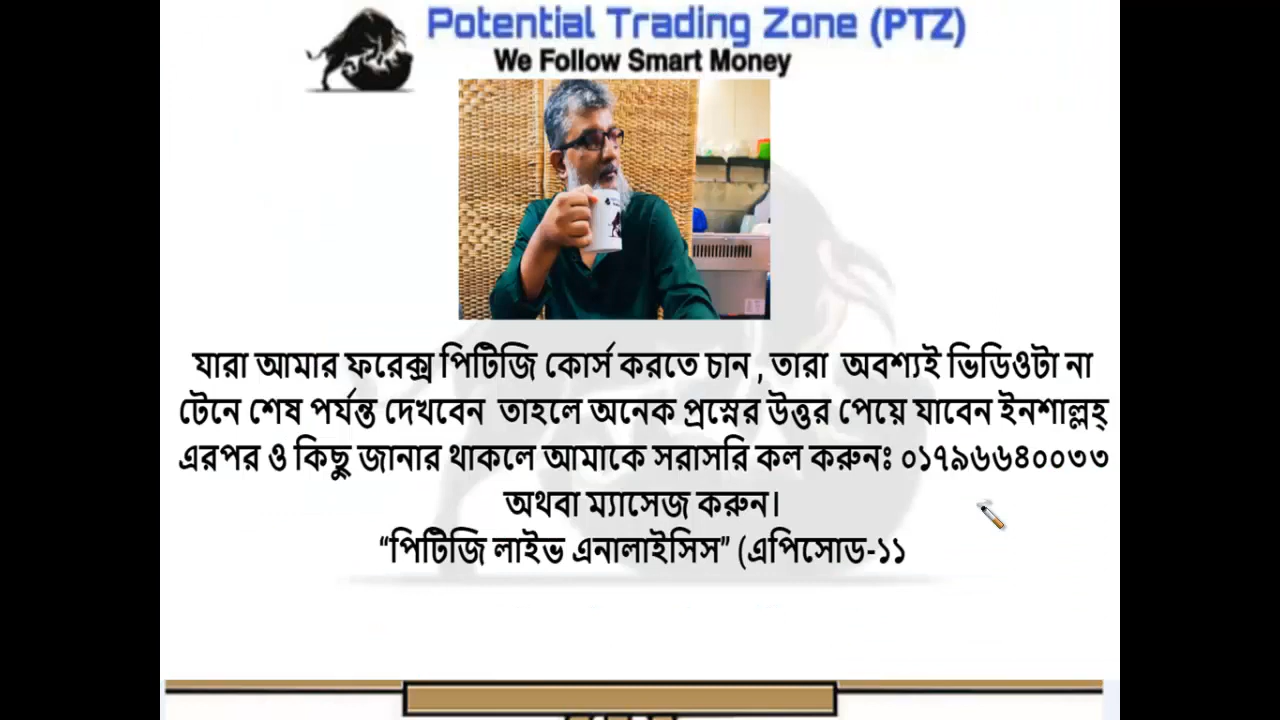 Potential Trading Zone (PTZ)
We Follow Smart Money
যারা আমার ফরেক্স পিটিজি কোর্স করতে চান , তারা অবশ্যই ভিডিওটা না
টেনে শেষ পর্যন্ত দেখবেন তাহলে অনেক প্রস্নের উত্তর পেয়ে যাবেন ইনশাল্লহ্
এরপর ও কিছু জানার থাকলে আমাকে সরাসরি কল করুনঃ ০১৭৯৬৬৪০০৩৩
অথবা ম্যাসেজ করুন।
“পিটিজি লাইভ এনালাইসিস” (এপিসোড-১১